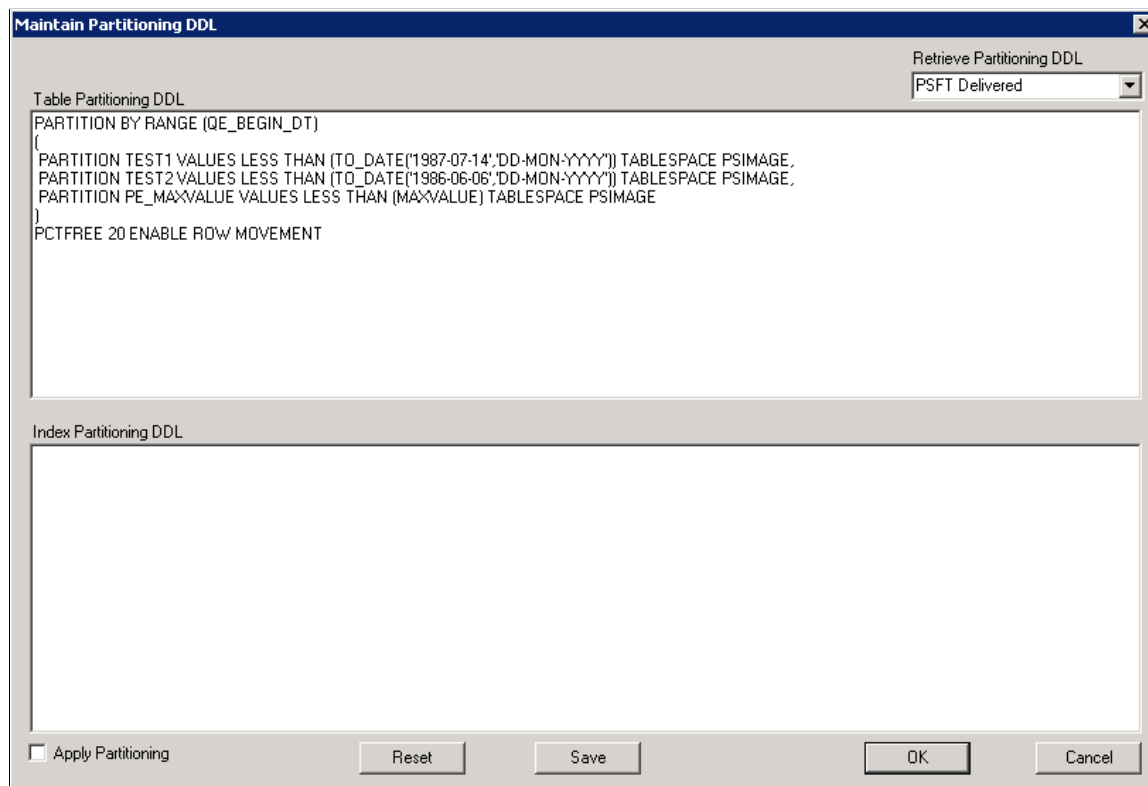 Maintain Partitioning DDL
Retrieve Partitioning DDL
PSFT Delivered
Table Partitioning DDL
PARTITION BY RANGE (QE_BEGIN_DT)
(
PARTITION TEST1 VALUES LESS THAN (TO_DATE('1987-07-14','DD-MON-YYYY')) TABLESPACE PSIMAGE,
PARTITION TEST2 VALUES LESS THAN (TO_DATE('1986-06-06','DD-MON-YYYY')) TABLESPACE PSIMAGE,
PARTITION PE_MAXVALUE VALUES LESS THAN (MAXVALUE) TABLESPACE PSIMAGE
)
PCTFREE 20 ENABLE ROW MOVEMENT
Index Partitioning DDL
Apply Partitioning
Reset
Save
OK
Cancel